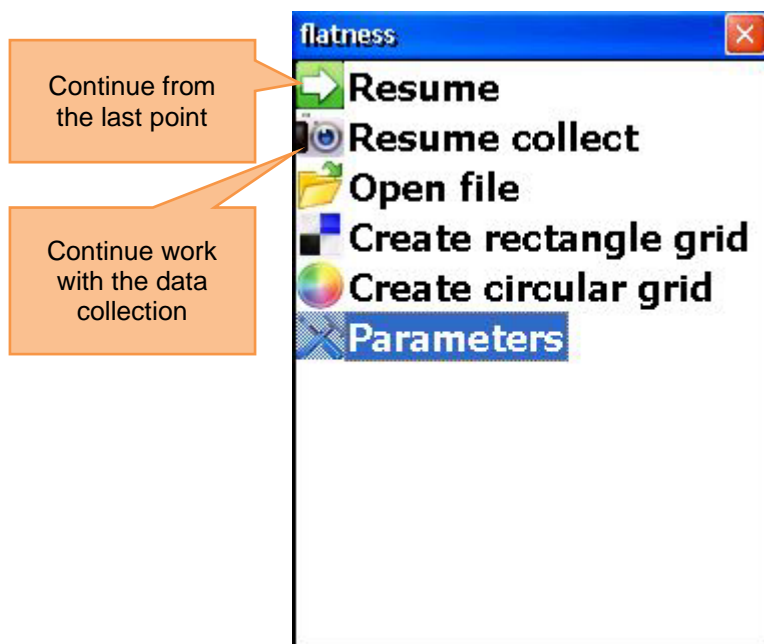 flatness
Continue from
the last point
Resume
Resume collect
Open file
Continue work
with the data
collection
Create rectangle grid
Create circular grid
Parameters